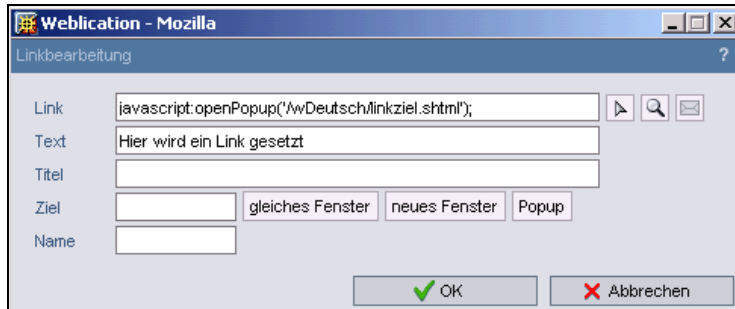 Weblication - Mozilla
Linkbearbeitung ?
Link javascript:openPopup('/wDeutsch/linkziel.shtml');
Text Hier wird ein Link gesetzt
Titel
Ziel gleiches Fenster neues Fenster Popup
Name
OK Abbrechen